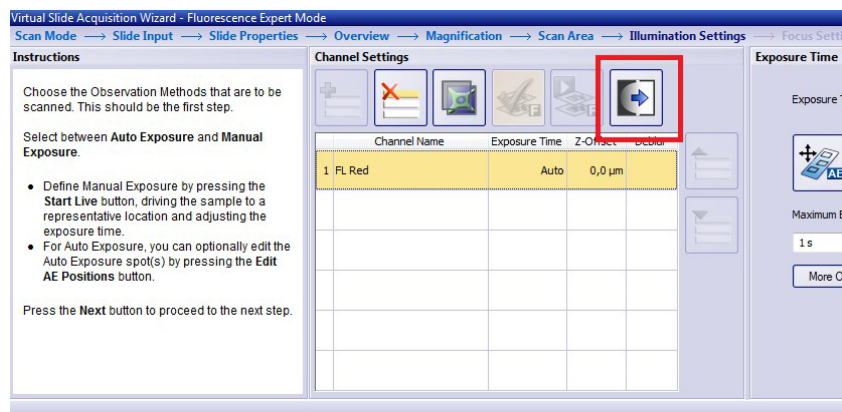 Virtual Slide Acquisition Wizard - Fluorescence Expert Mode
Scan Mode → Slide Input → Slide Properties → Overview → Magnification → Scan Area → Illumination Settings → Focus Setti
Instructions
Choose the Observation Methods that are to be
scanned. This should be the first step.
Select between Auto Exposure and Manual
Exposure.
• Define Manual Exposure by pressing the
Start Live button, driving the sample to a
representative location and adjusting the
exposure time.
• For Auto Exposure, you can optionally edit the
Auto Exposure spot(s) by pressing the Edit
AE Positions button.
Press the Next button to proceed to the next step.
Channel Settings
F F
Channel Name Exposure Time Z-Offset Deblur
1 FL Red Auto 0,0 µm
Exposure Time
Exposure
AE
Maximum E
1 s
More O